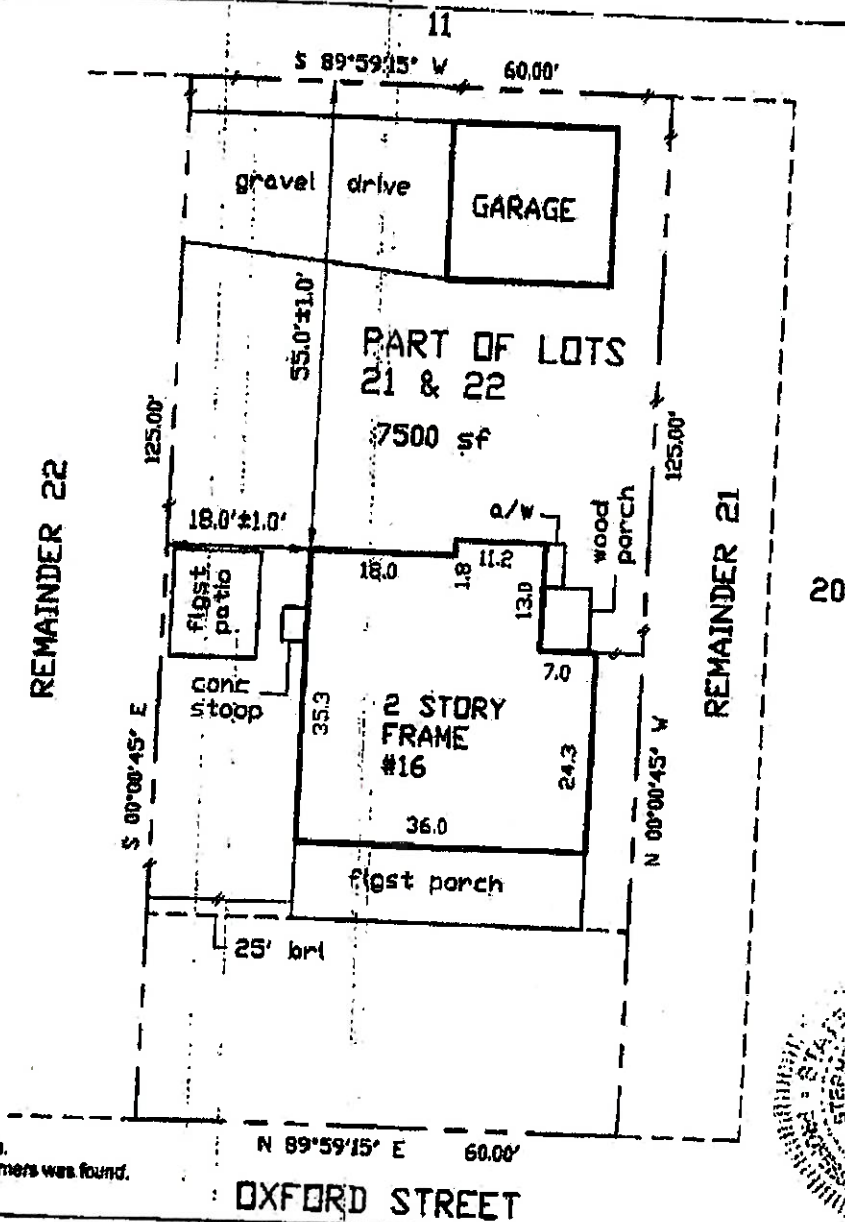 11
S 89°59'15" W 60.00'
gravel drive
GARAGE
55.0'±1.0'
PART OF LOTS
21 & 22
7500 sf
125.00'
125.00'
REMAINDER 22
REMAINDER 21
20
18.0'±1.0'
a/w
wood
porch
18.0
1.8
11.2
13.0
flgst
patio
7.0
conc
stoop
35.3
2 STORY
FRAME
#16
24.3
S 00°00'45" E
N 00°00'45" W
36.0
flgst porch
25' brl
N 89°59'15" E 60.00'
was found.
OXFORD STREET